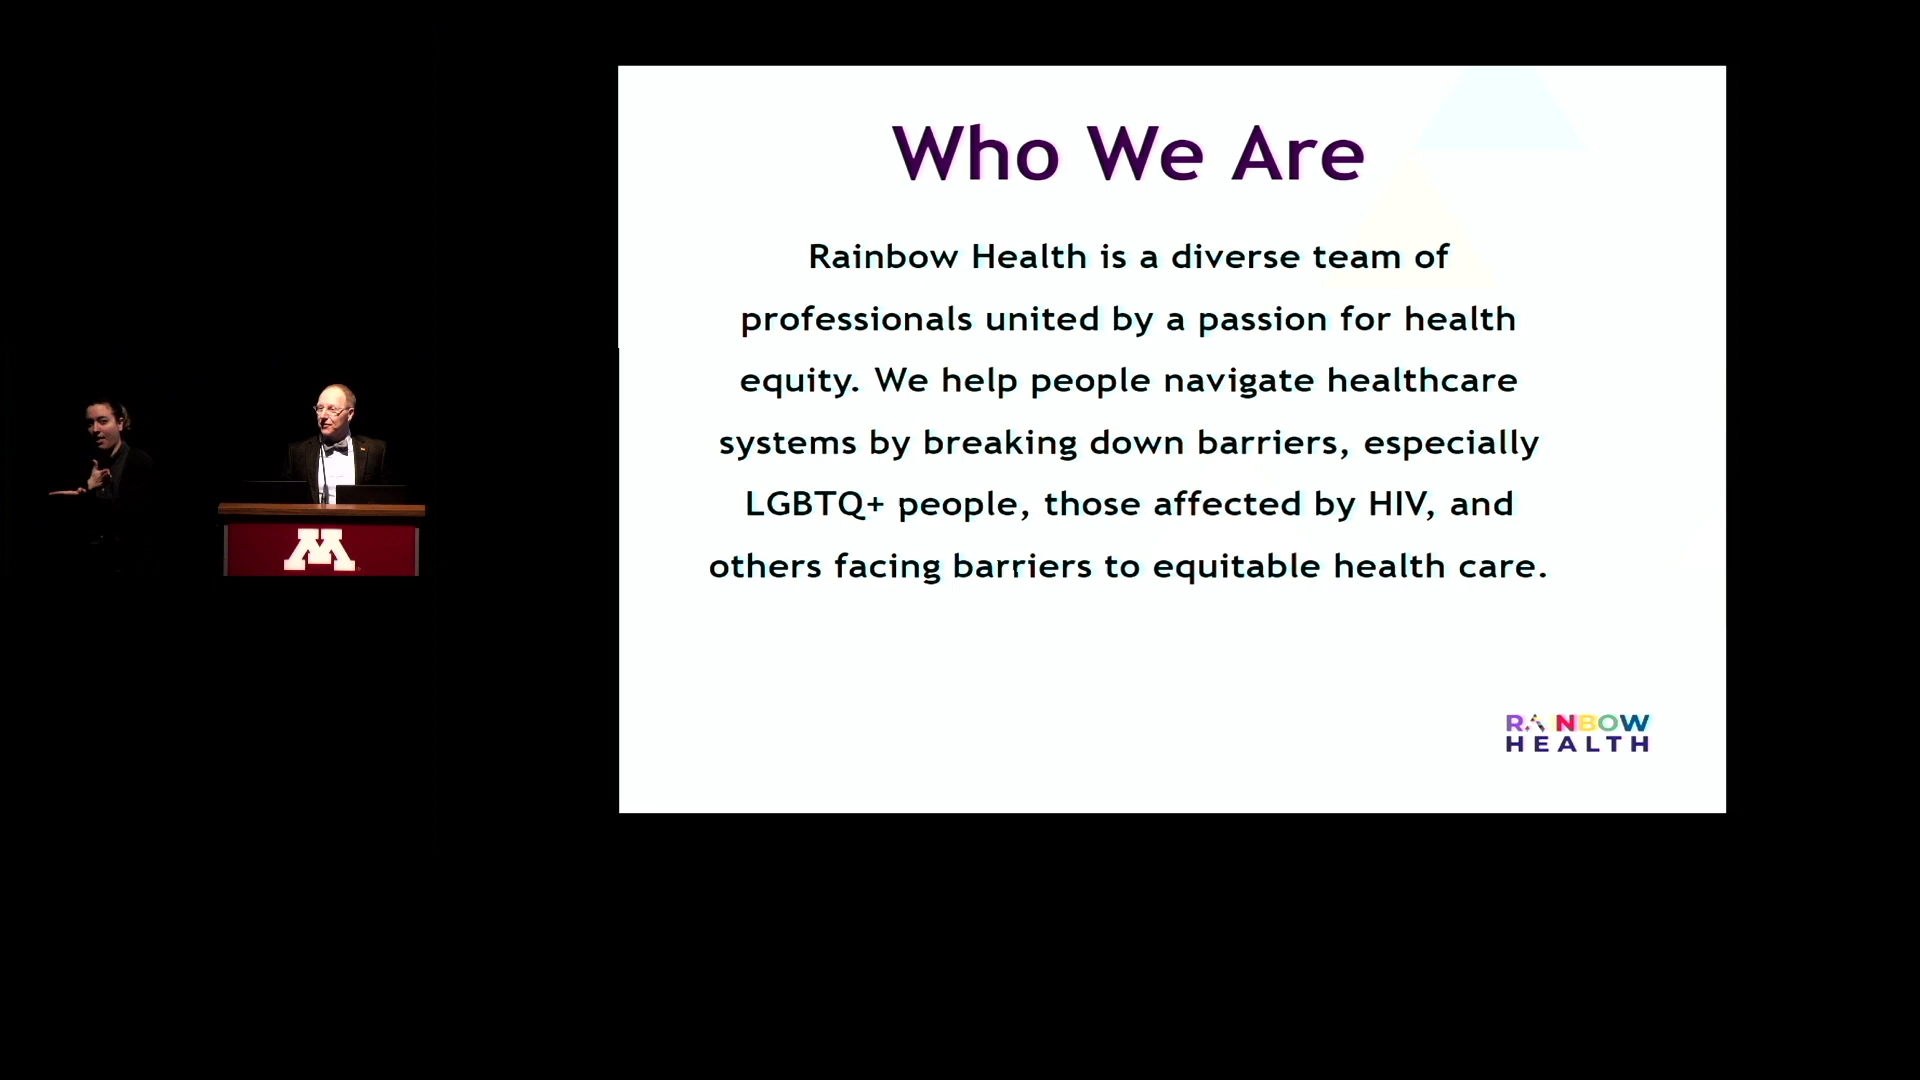 Who We Are
Rainbow Health is a diverse team of
professionals united by a passion for health
equity. We help people navigate healthcare
systems by breaking down barriers, especially
LGBTQ+ people, those affected by HIV, and
others facing barriers to equitable health care.
RAINBOW
HEALTH
M